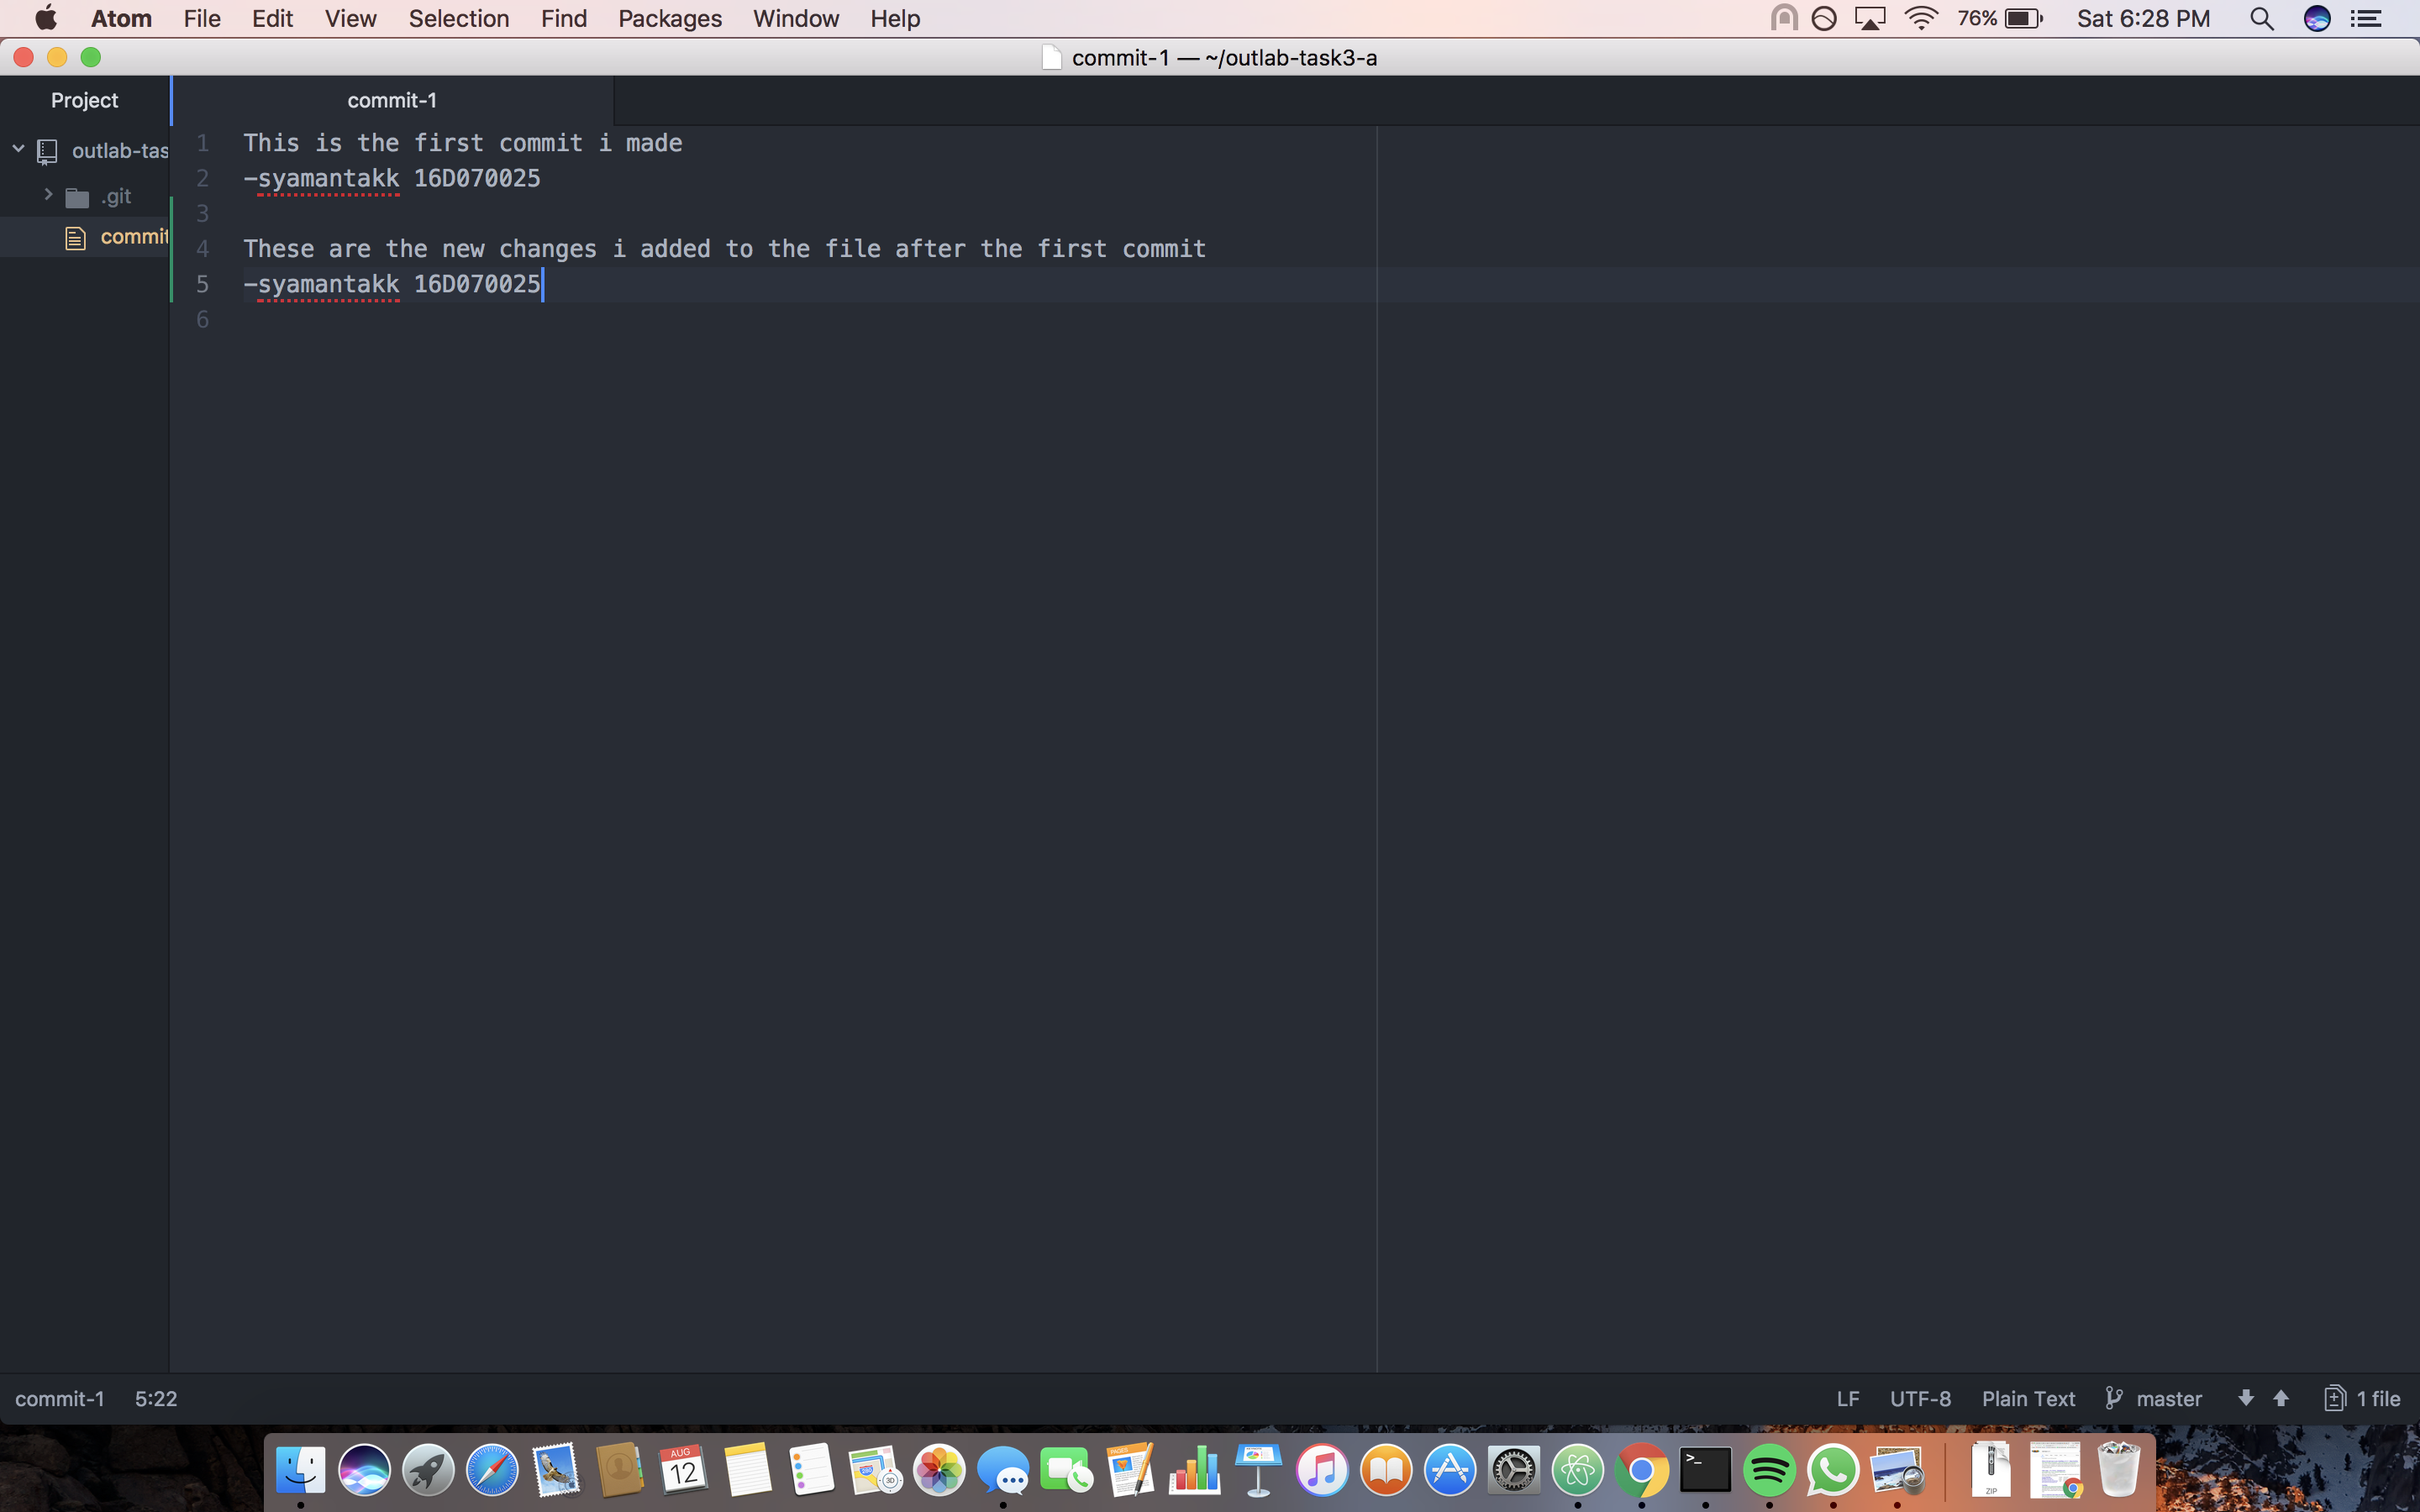 Atom File Edit View Selection Find Packages Window Help 76% Sat 6:28 PM
commit-1 — ~/outlab-task3-a
Project commit-1
outlab-tas
.git
commit
1 This is the first commit i made
2 -syamantakk 16D070025
3
4 These are the new changes i added to the file after the first commit
5 -syamantakk 16D070025
6
commit-1 5:22 LF UTF-8 Plain Text master 1 file
AUG
12
PAGES
3D
>_
ZIP